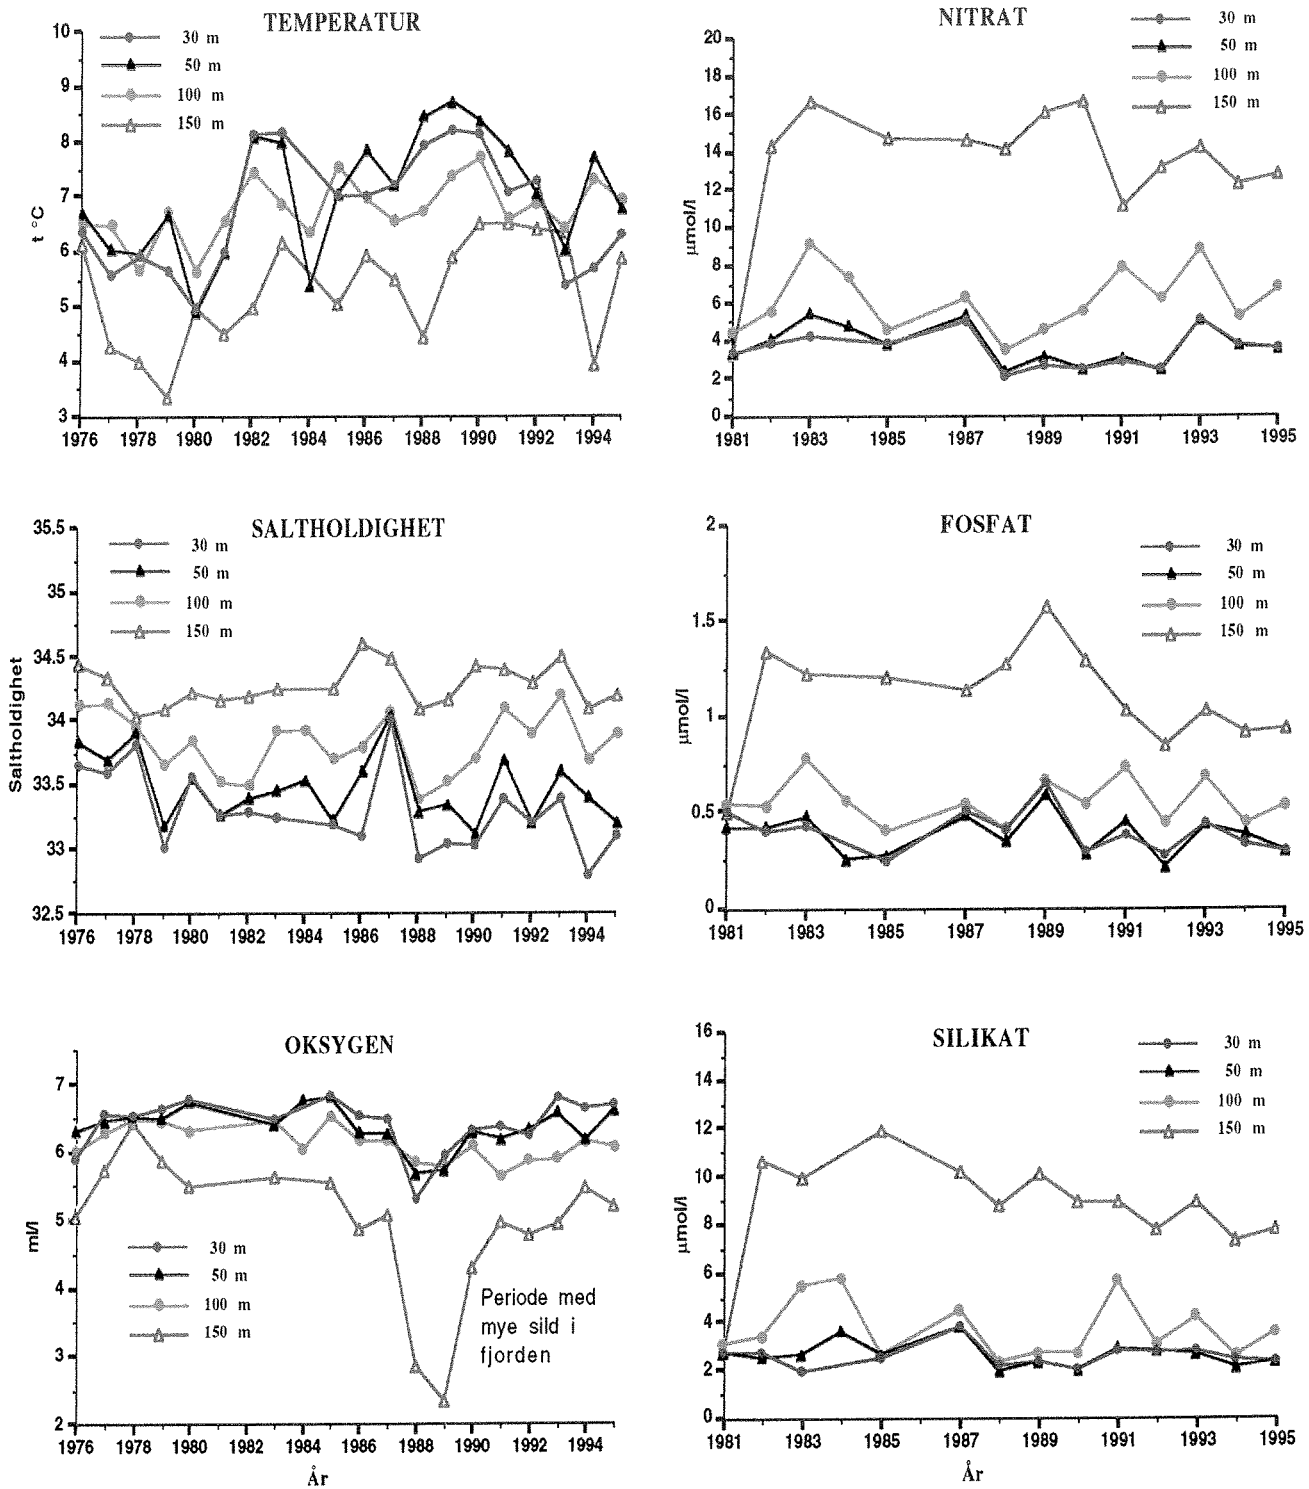 TEMPERATUR
30 m
50 m
100 m
150 m
t °C
10
9
8
7
6
5
4
3
1976 1978 1980 1982 1984 1986 1988 1990 1992 1994
NITRAT
30 m
50 m
100 m
150 m
µmol/l
20
18
16
14
12
10
8
6
4
2
0
1981 1983 1985 1987 1989 1991 1993 1995
SALTHOLDIGHET
30 m
50 m
100 m
150 m
Saltholdighet
35.5
35
34.5
34
33.5
33
32.5
1976 1978 1980 1982 1984 1986 1988 1990 1992 1994
FOSFAT
30 m
50 m
100 m
150 m
µmol/l
2
1.5
1
0.5
0
1981 1983 1985 1987 1989 1991 1993 1995
OKSYGEN
ml/l
7
6
5
4
3
2
30 m
50 m
100 m
150 m
Periode med
mye sild i
fjorden
1976 1978 1980 1982 1984 1986 1988 1990 1992 1994
År
SILIKAT
30 m
50 m
100 m
150 m
µmol/l
16
14
12
10
8
6
4
2
0
1981 1983 1985 1987 1989 1991 1993 1995
År